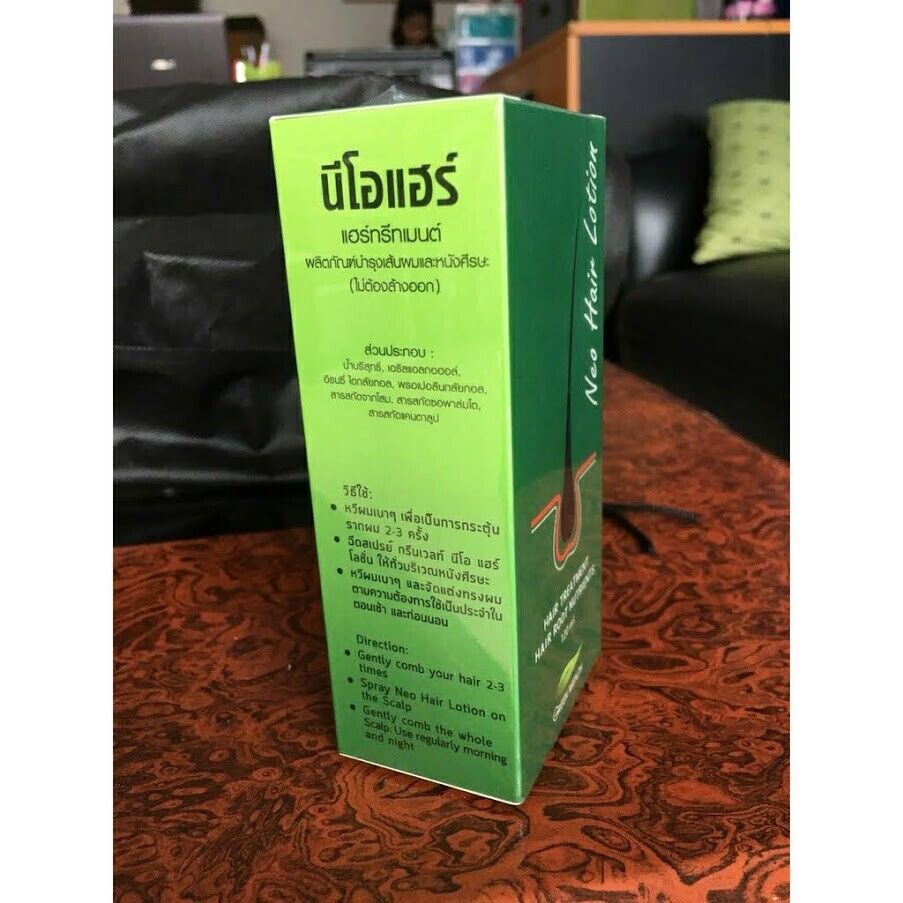 นีโอแฮร์
แฮร์ทรีทเมนต์
ผลิตภัณฑ์บำรุงเส้นผมและหนังศีรษะ
(ไม่ต้องล้างออก)
ส่วนประกอบ :
น้ำบริสุทธิ์, เอธิลแอลกอฮอล์,
อิธนธี ไดกลัยกอล, พรอเปอลีนกลัยกอล,
สารสกัดจากโสม, สารสกัดซอพาล์มโต,
สารสกัดแคนตาลูป
วิธีใช้:
• หวีผมเบาๆ เพื่อเป็นการกระตุ้น
รากผม 2-3 ครั้ง
• ฉีดสเปรย์ กรีนเวลท์ นีโอ แฮร์
โลชั่น ให้ทั่วบริเวณหนังศีรษะ
• หวีผมเบาๆ และจัดแต่งทรงผม
ตามความต้องการใช้เป็นประจำใน
ตอนเช้า และก่อนนอน
Direction:
• Gently comb your hair 2-3
times
• Spray Neo Hair Lotion on
the Scalp
• Gently comb the whole
Scalp. Use regularly morning
and night
Neo Hair Lotion
HAIR TREATMENT
HAIR ROOT NUTRIENTS